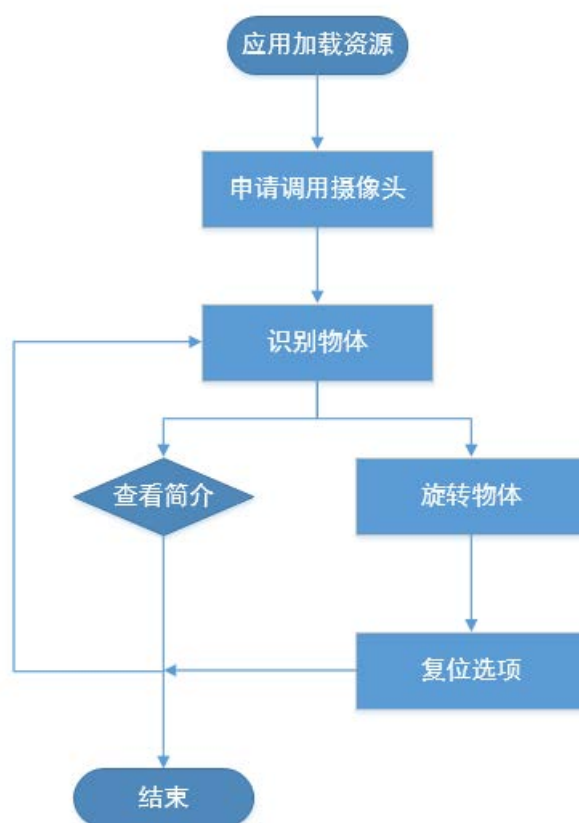 应用加载资源
申请调用摄像头
识别物体
查看简介
旋转物体
复位选项
结束